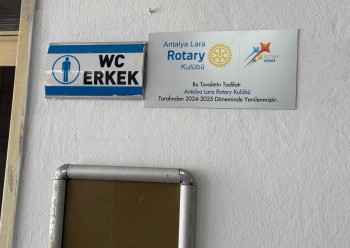 WC
ERKEK
Antalya Lara
Rotary
Kulübü
Bu Tuvaletin Tadilatı
Antalya Lara Rotary Kulübü
Tarafından 2024-2025 Döneminde Yenilenmiştir.